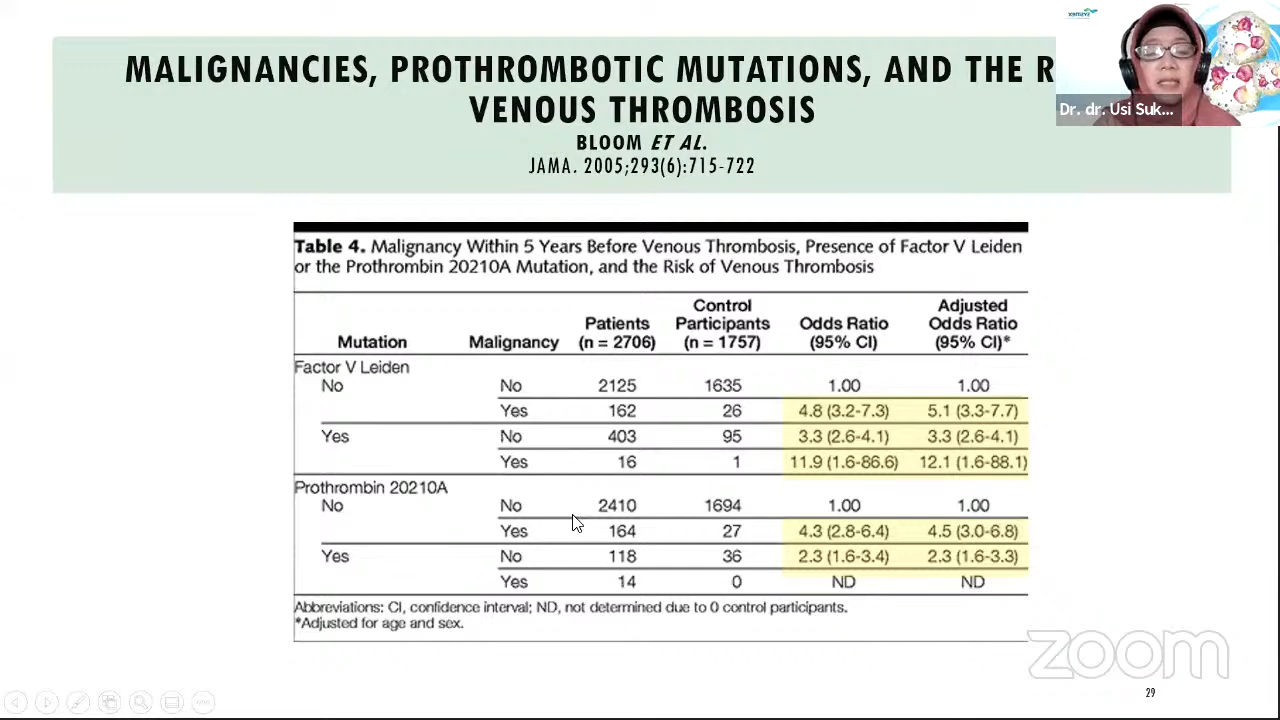 MALIGNANCIES, PROTHROMBOTIC MUTATIONS, AND THE R
VENOUS THROMBOSIS
BLOOM ET AL.
JAMA. 2005;293(6):715-722
sysmex
Dr. dr. Usi Suk...
Table 4. Malignancy Within 5 Years Before Venous Thrombosis, Presence of Factor V Leiden
or the Prothrombin 20210A Mutation, and the Risk of Venous Thrombosis
Mutation Malignancy Patients (n = 2706) Control Participants (n = 1757) Odds Ratio (95% CI) Adjusted Odds Ratio (95% CI)*
Factor V Leiden
No No 2125 1635 1.00 1.00
Yes 162 26 4.8 (3.2-7.3) 5.1 (3.3-7.7)
Yes No 403 95 3.3 (2.6-4.1) 3.3 (2.6-4.1)
Yes 16 1 11.9 (1.6-86.6) 12.1 (1.6-88.1)
Prothrombin 20210A
No No 2410 1694 1.00 1.00
Yes 164 27 4.3 (2.8-6.4) 4.5 (3.0-6.8)
Yes No 118 36 2.3 (1.6-3.4) 2.3 (1.6-3.3)
Yes 14 0 ND ND
Abbreviations: CI, confidence interval; ND, not determined due to 0 control participants.
*Adjusted for age and sex.
zoom
29